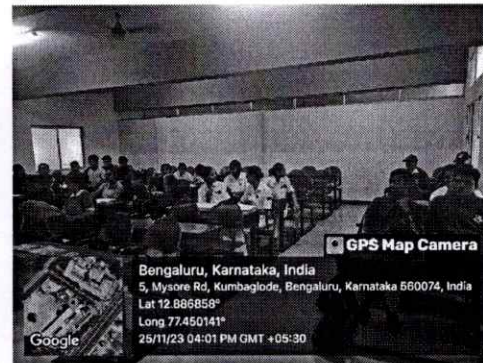 GPS Map Camera
Bengaluru, Karnataka, India
5, Mysore Rd, Kumbaglode, Bengaluru, Karnataka 560074, India
Lat 12.886858°
Long 77.450141°
25/11/23 04:01 PM GMT +05:30
Google